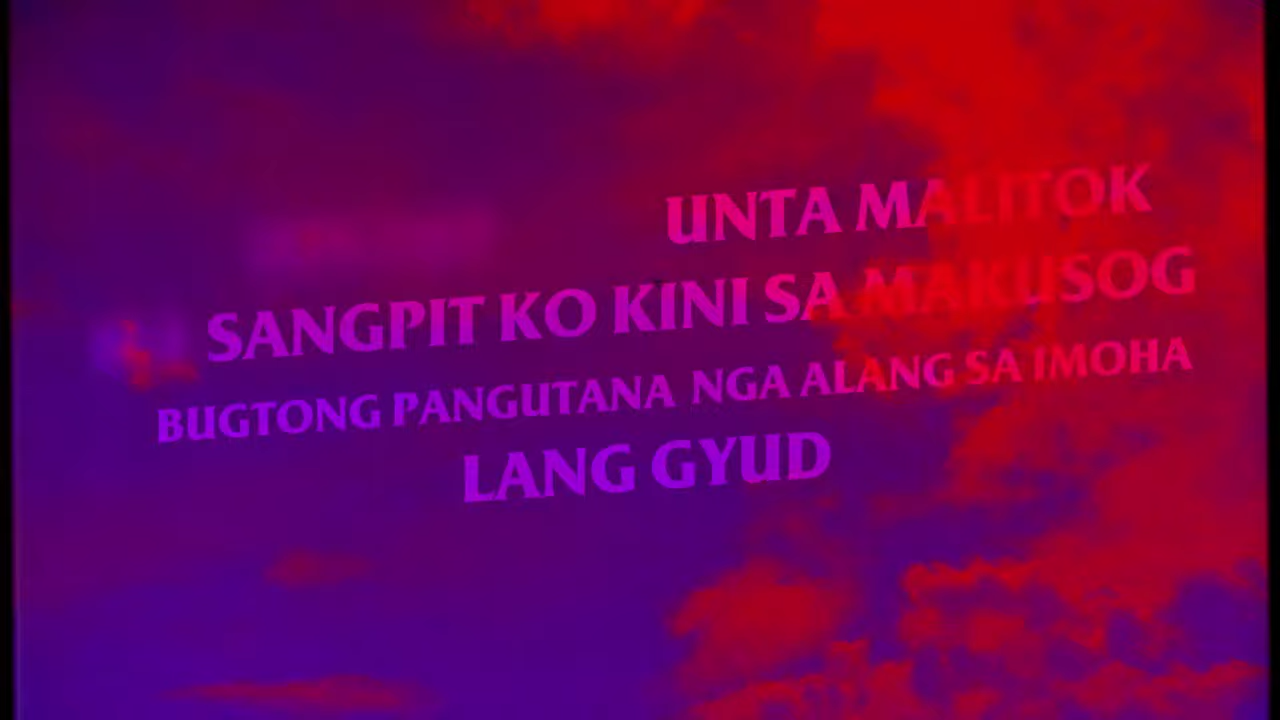 UNTA MALITOK
SANGPIT KO KINI SA MAKUSOG
BUGTONG PANGUTANA NGA ALANG SA IMOHA
LANG GYUD